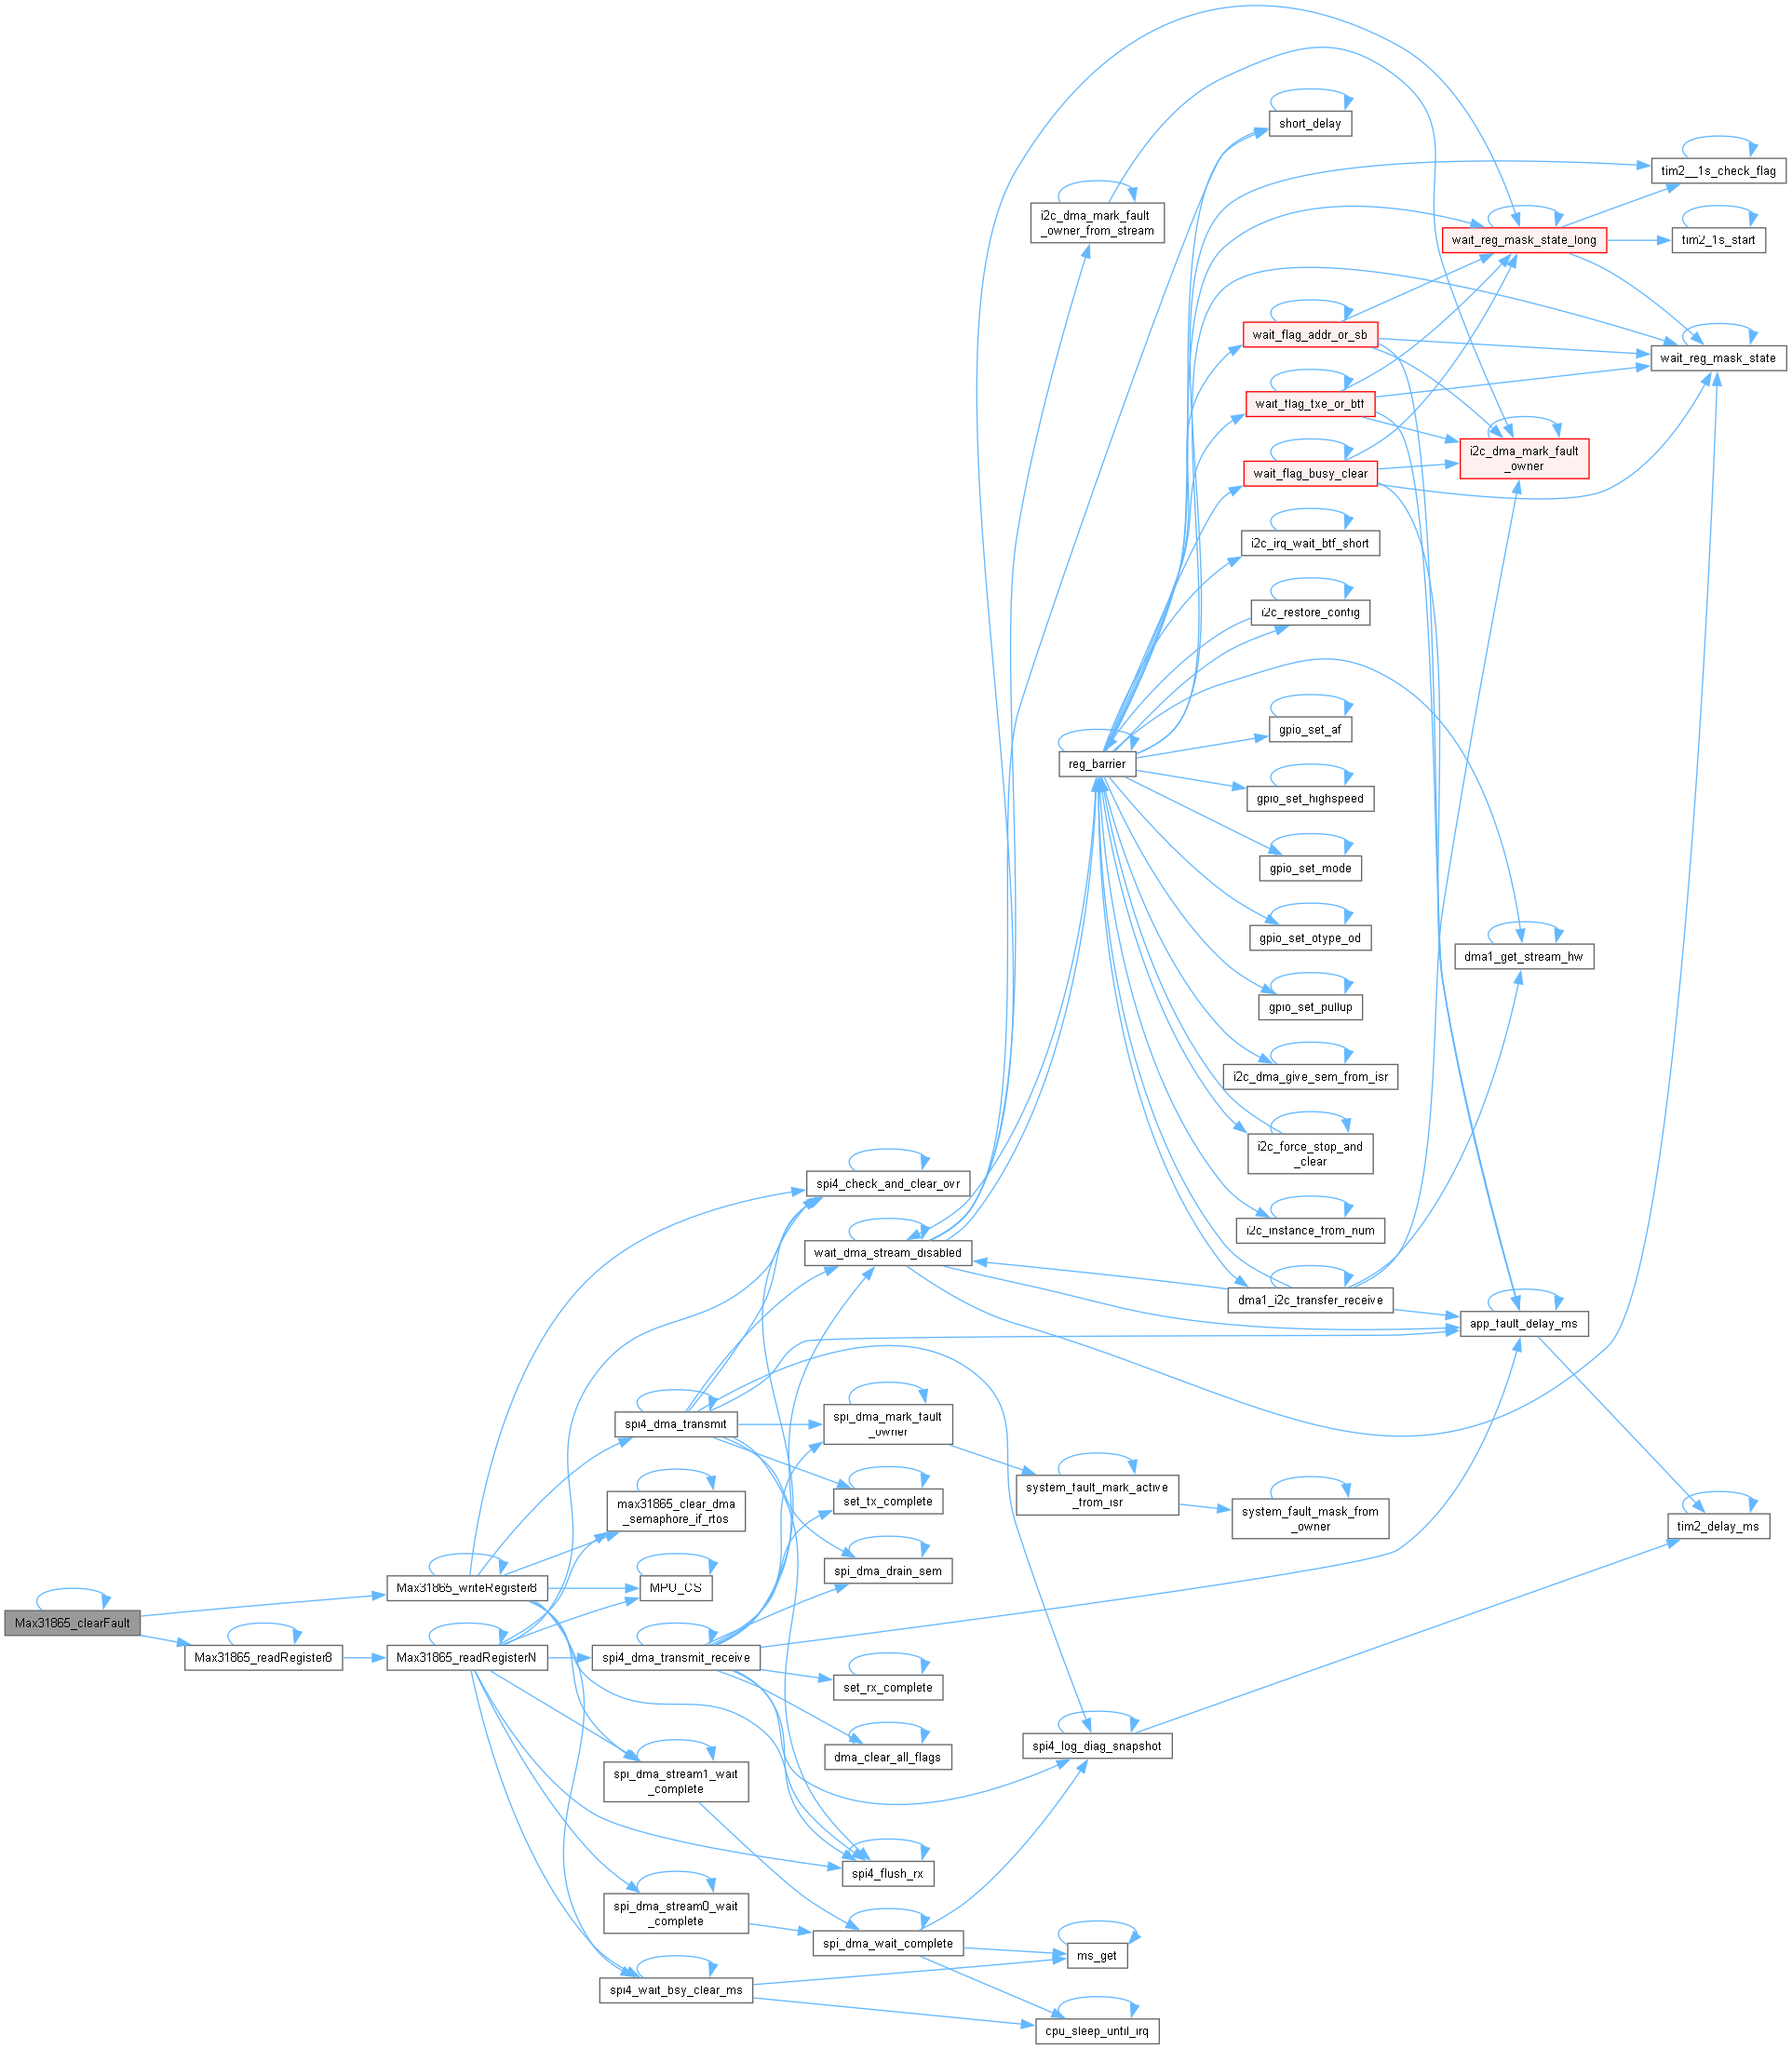 short_delay
tim2__1s_check_flag
i2c_dma_mark_fault
_owner_from_stream
wait_reg_mask_state_long
tim2_1s_start
wait_flag_addr_or_sb
wait_reg_mask_state
wait_flag_txe_or_btf
i2c_dma_mark_fault
_owner
wait_flag_busy_clear
i2c_irq_wait_btf_short
i2c_restore_config
gpio_set_af
reg_barrier
gpio_set_highspeed
gpio_set_mode
gpio_set_otype_od
dma1_get_stream_hw
gpio_set_pullup
i2c_dma_give_sem_from_isr
i2c_force_stop_and
_clear
spi4_check_and_clear_ovr
i2c_instance_from_num
wait_dma_stream_disabled
dma1_i2c_transfer_receive
app_fault_delay_ms
spi4_dma_transmit
spi_dma_mark_fault
_owner
system_fault_mark_active
_from_isr
set_tx_complete
max31865_clear_dma
_semaphore_if_rtos
system_fault_mask_from
_owner
tim2_delay_ms
spi_dma_drain_sem
Max31865_writeRegister8
MPU_CS
Max31865_clearFault
Max31865_readRegister8
Max31865_readRegisterN
spi4_dma_transmit_receive
set_rx_complete
spi4_log_diag_snapshot
dma_clear_all_flags
spi_dma_stream1_wait
_complete
spi4_flush_rx
spi_dma_stream0_wait
_complete
spi_dma_wait_complete
ms_get
spi4_wait_bsy_clear_ms
cpu_sleep_until_irq